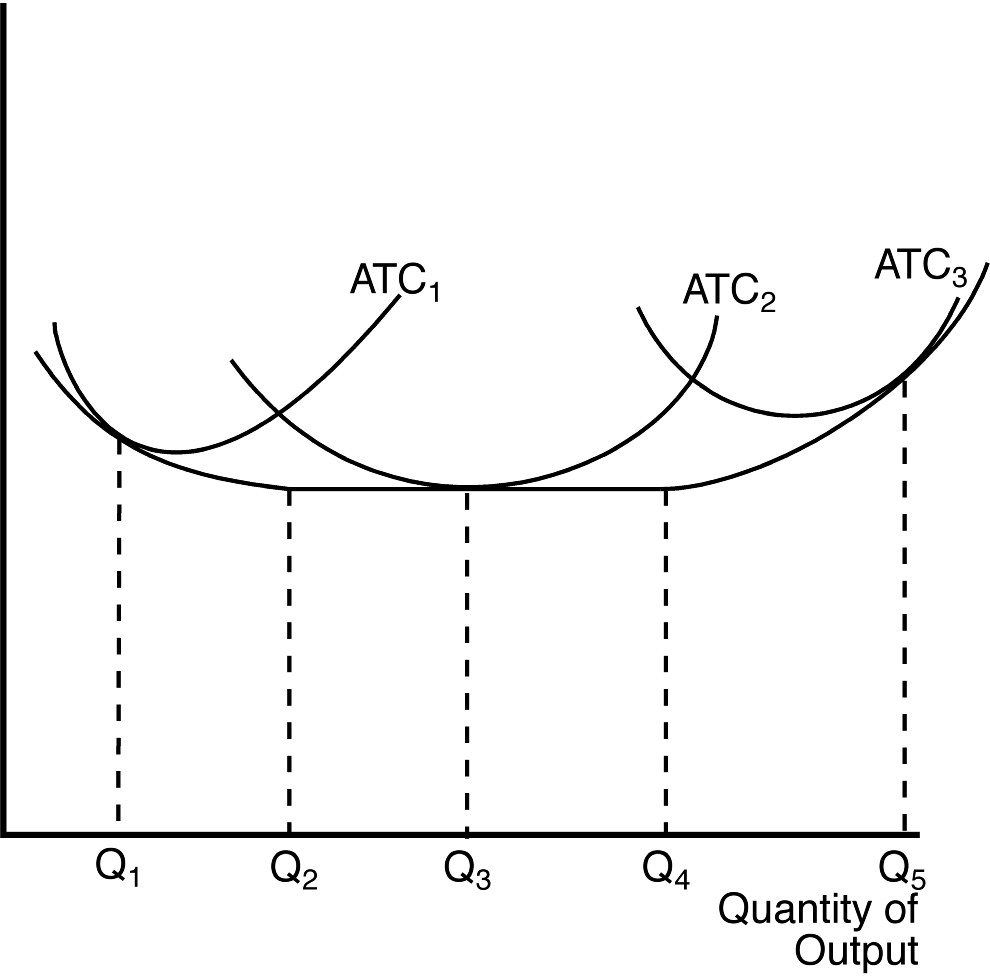 ATC₁
ATC₂
ATC₃
Q₁
Q₂
Q₃
Q₄
Q₅
Quantity of
Output